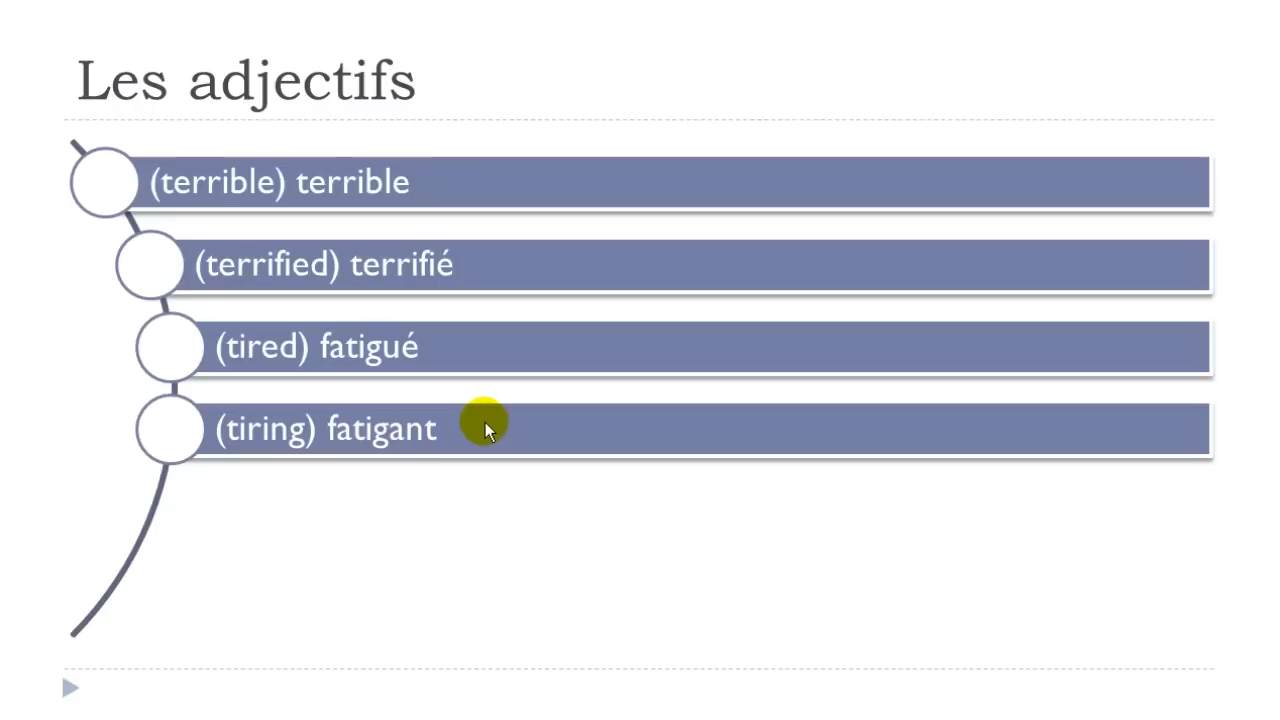 Les adjectifs
(terrible) terrible
(terrified) terrifié
(tired) fatigué
(tiring) fatigant